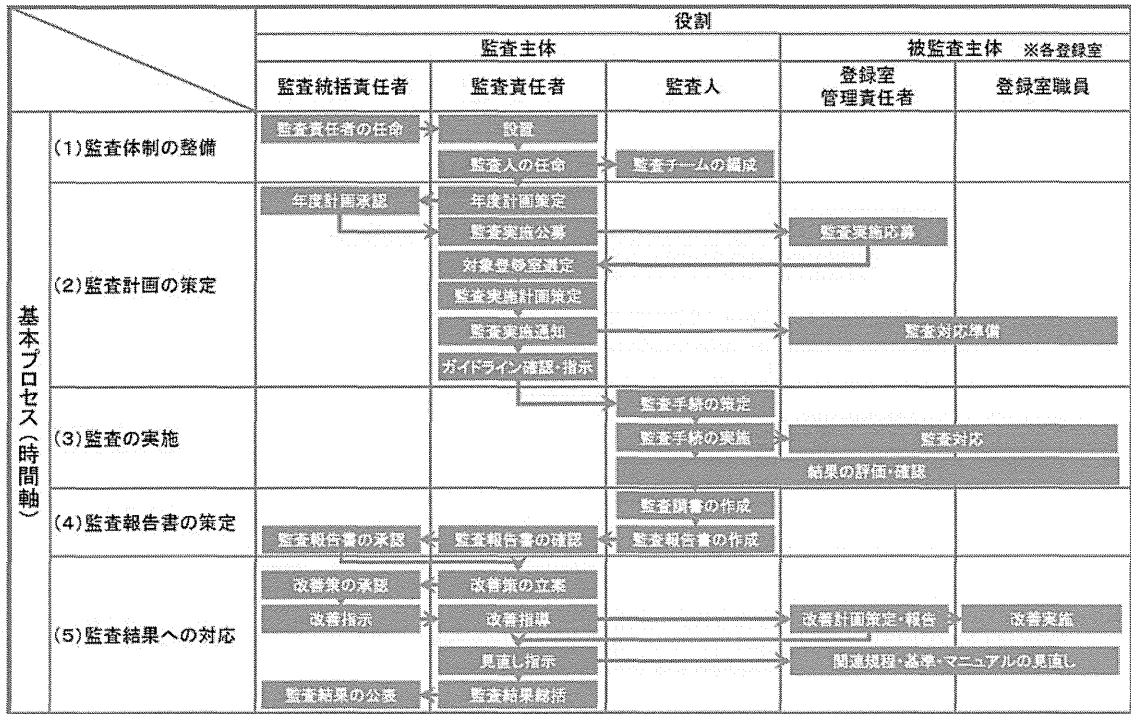 役割
監査主体
被監査主体 ※各登録室
監査統括責任者
監査責任者
監査人
登録室
管理責任者
登録室職員
基本プロセス(時間軸)
(1)監査体制の整備
監査責任者の任命
設置
監査人の任命
監査チームの編成
(2)監査計画の策定
年度計画承認
年度計画策定
監査実施公募
監査実施応募
対象登録室選定
監査実施計画策定
監査実施通知
監査対応準備
ガイドライン確認・指示
(3)監査の実施
監査手続の策定
監査手続の実施
監査対応
結果の評価・確認
(4)監査報告書の策定
監査調書の作成
監査報告書の承認
監査報告書の確認
監査報告書の作成
(5)監査結果への対応
改善策の承認
改善策の立案
改善指示
改善指導
改善計画策定・報告
改善実施
見直し指示
関連規程・基準・マニュアルの見直し
監査結果の公表
監査結果総括